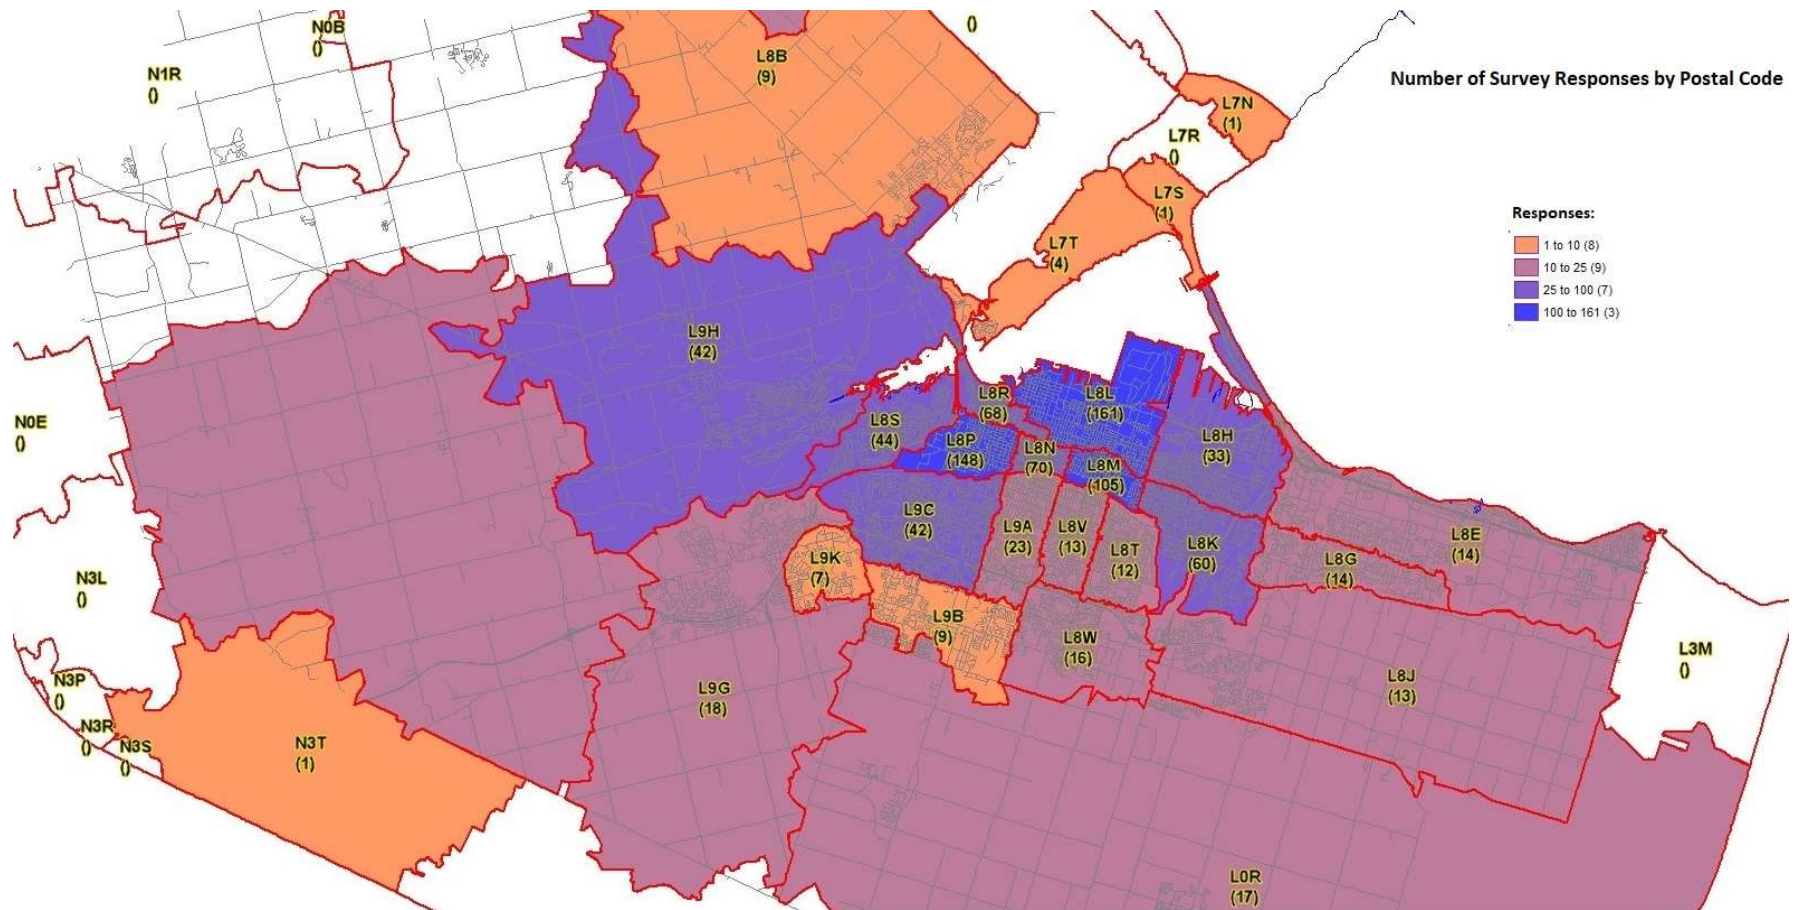 N0B
()
N1R
()
L8B
(9)
()
Number of Survey Responses by Postal Code
L7N
(1)
L7R
()
L7S
(1)
L7T
(4)
Responses:
1 to 10 (8)
10 to 25 (9)
25 to 100 (7)
100 to 161 (3)
L9H
(42)
N0E
()
L8R
(68)
L8L
(161)
L8S
(44)
L8P
(148)
L8N
(70)
L8M
(105)
L8H
(33)
L9C
(42)
L9A
(23)
L8V
(13)
L8T
(12)
L8K
(60)
L8G
(14)
L8E
(14)
L9K
(7)
N3L
()
L9B
(9)
L8W
(16)
L3M
()
L8J
(13)
L9G
(18)
N3P
()
N3R
()
N3S
()
N3T
(1)
L0R
(17)